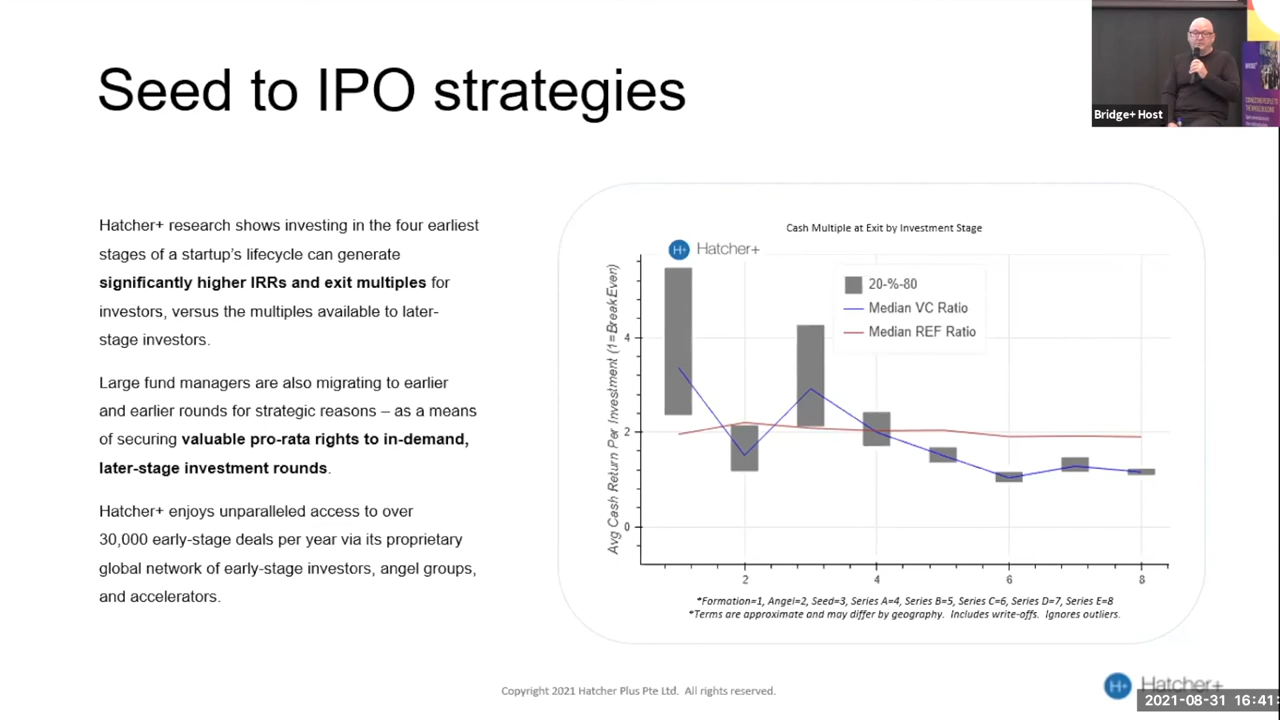 Seed to IPO strategies
Bridge+ Host
Hatcher+ research shows investing in the four earliest
stages of a startup’s lifecycle can generate
significantly higher IRRs and exit multiples for
investors, versus the multiples available to later-
stage investors.
Large fund managers are also migrating to earlier
and earlier rounds for strategic reasons – as a means
of securing valuable pro-rata rights to in-demand,
later-stage investment rounds.
Hatcher+ enjoys unparalleled access to over
30,000 early-stage deals per year via its proprietary
global network of early-stage investors, angel groups,
and accelerators.
Cash Multiple at Exit by Investment Stage
H+ Hatcher+
20-%-80
Median VC Ratio
Median REF Ratio
Avg Cash Return Per Investment (1=BreakEven)
4
2
0
2 4 6 8
*Formation=1, Angel=2, Seed=3, Series A=4, Series B=5, Series C=6, Series D=7, Series E=8
*Terms are approximate and may differ by geography. Includes write-offs. Ignores outliers.
Copyright 2021 Hatcher Plus Pte Ltd. All rights reserved.
H+ Hatcher+
2021-08-31 16:41: